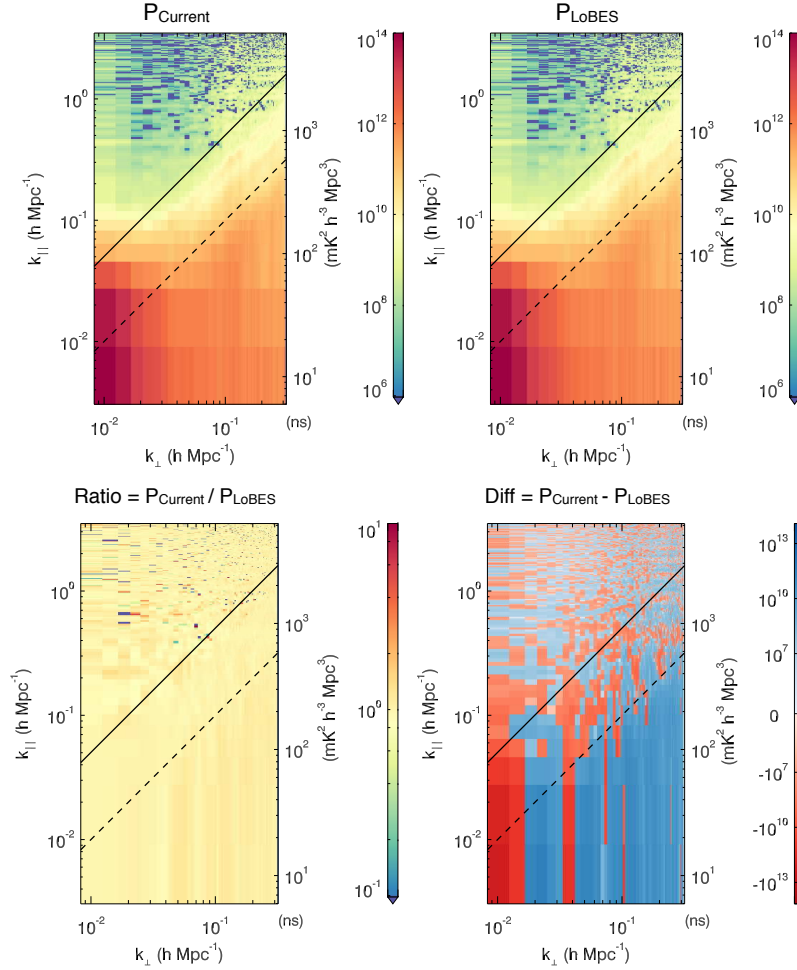 P_Current
P_LoBES
10^14
10^12
10^10
10^8
10^6
(mK^2 h^-3 Mpc^3)
10^0
10^-1
10^-2
k_|| (h Mpc^-1)
10^3
10^2
10^1
(ns)
10^-2
10^-1
k_⊥ (h Mpc^-1)
10^14
10^12
10^10
10^8
10^6
(mK^2 h^-3 Mpc^3)
10^0
10^-1
10^-2
k_|| (h Mpc^-1)
10^3
10^2
10^1
(ns)
10^-2
10^-1
k_⊥ (h Mpc^-1)
Ratio = P_Current / P_LoBES
Diff = P_Current - P_LoBES
10^1
10^0
10^-1
(mK^2 h^-3 Mpc^3)
10^0
10^-1
10^-2
k_|| (h Mpc^-1)
10^3
10^2
10^1
(ns)
10^-2
10^-1
k_⊥ (h Mpc^-1)
10^13
10^10
10^7
0
-10^7
-10^10
-10^13
(mK^2 h^-3 Mpc^3)
10^0
10^-1
10^-2
k_|| (h Mpc^-1)
10^3
10^2
10^1
(ns)
10^-2
10^-1
k_⊥ (h Mpc^-1)